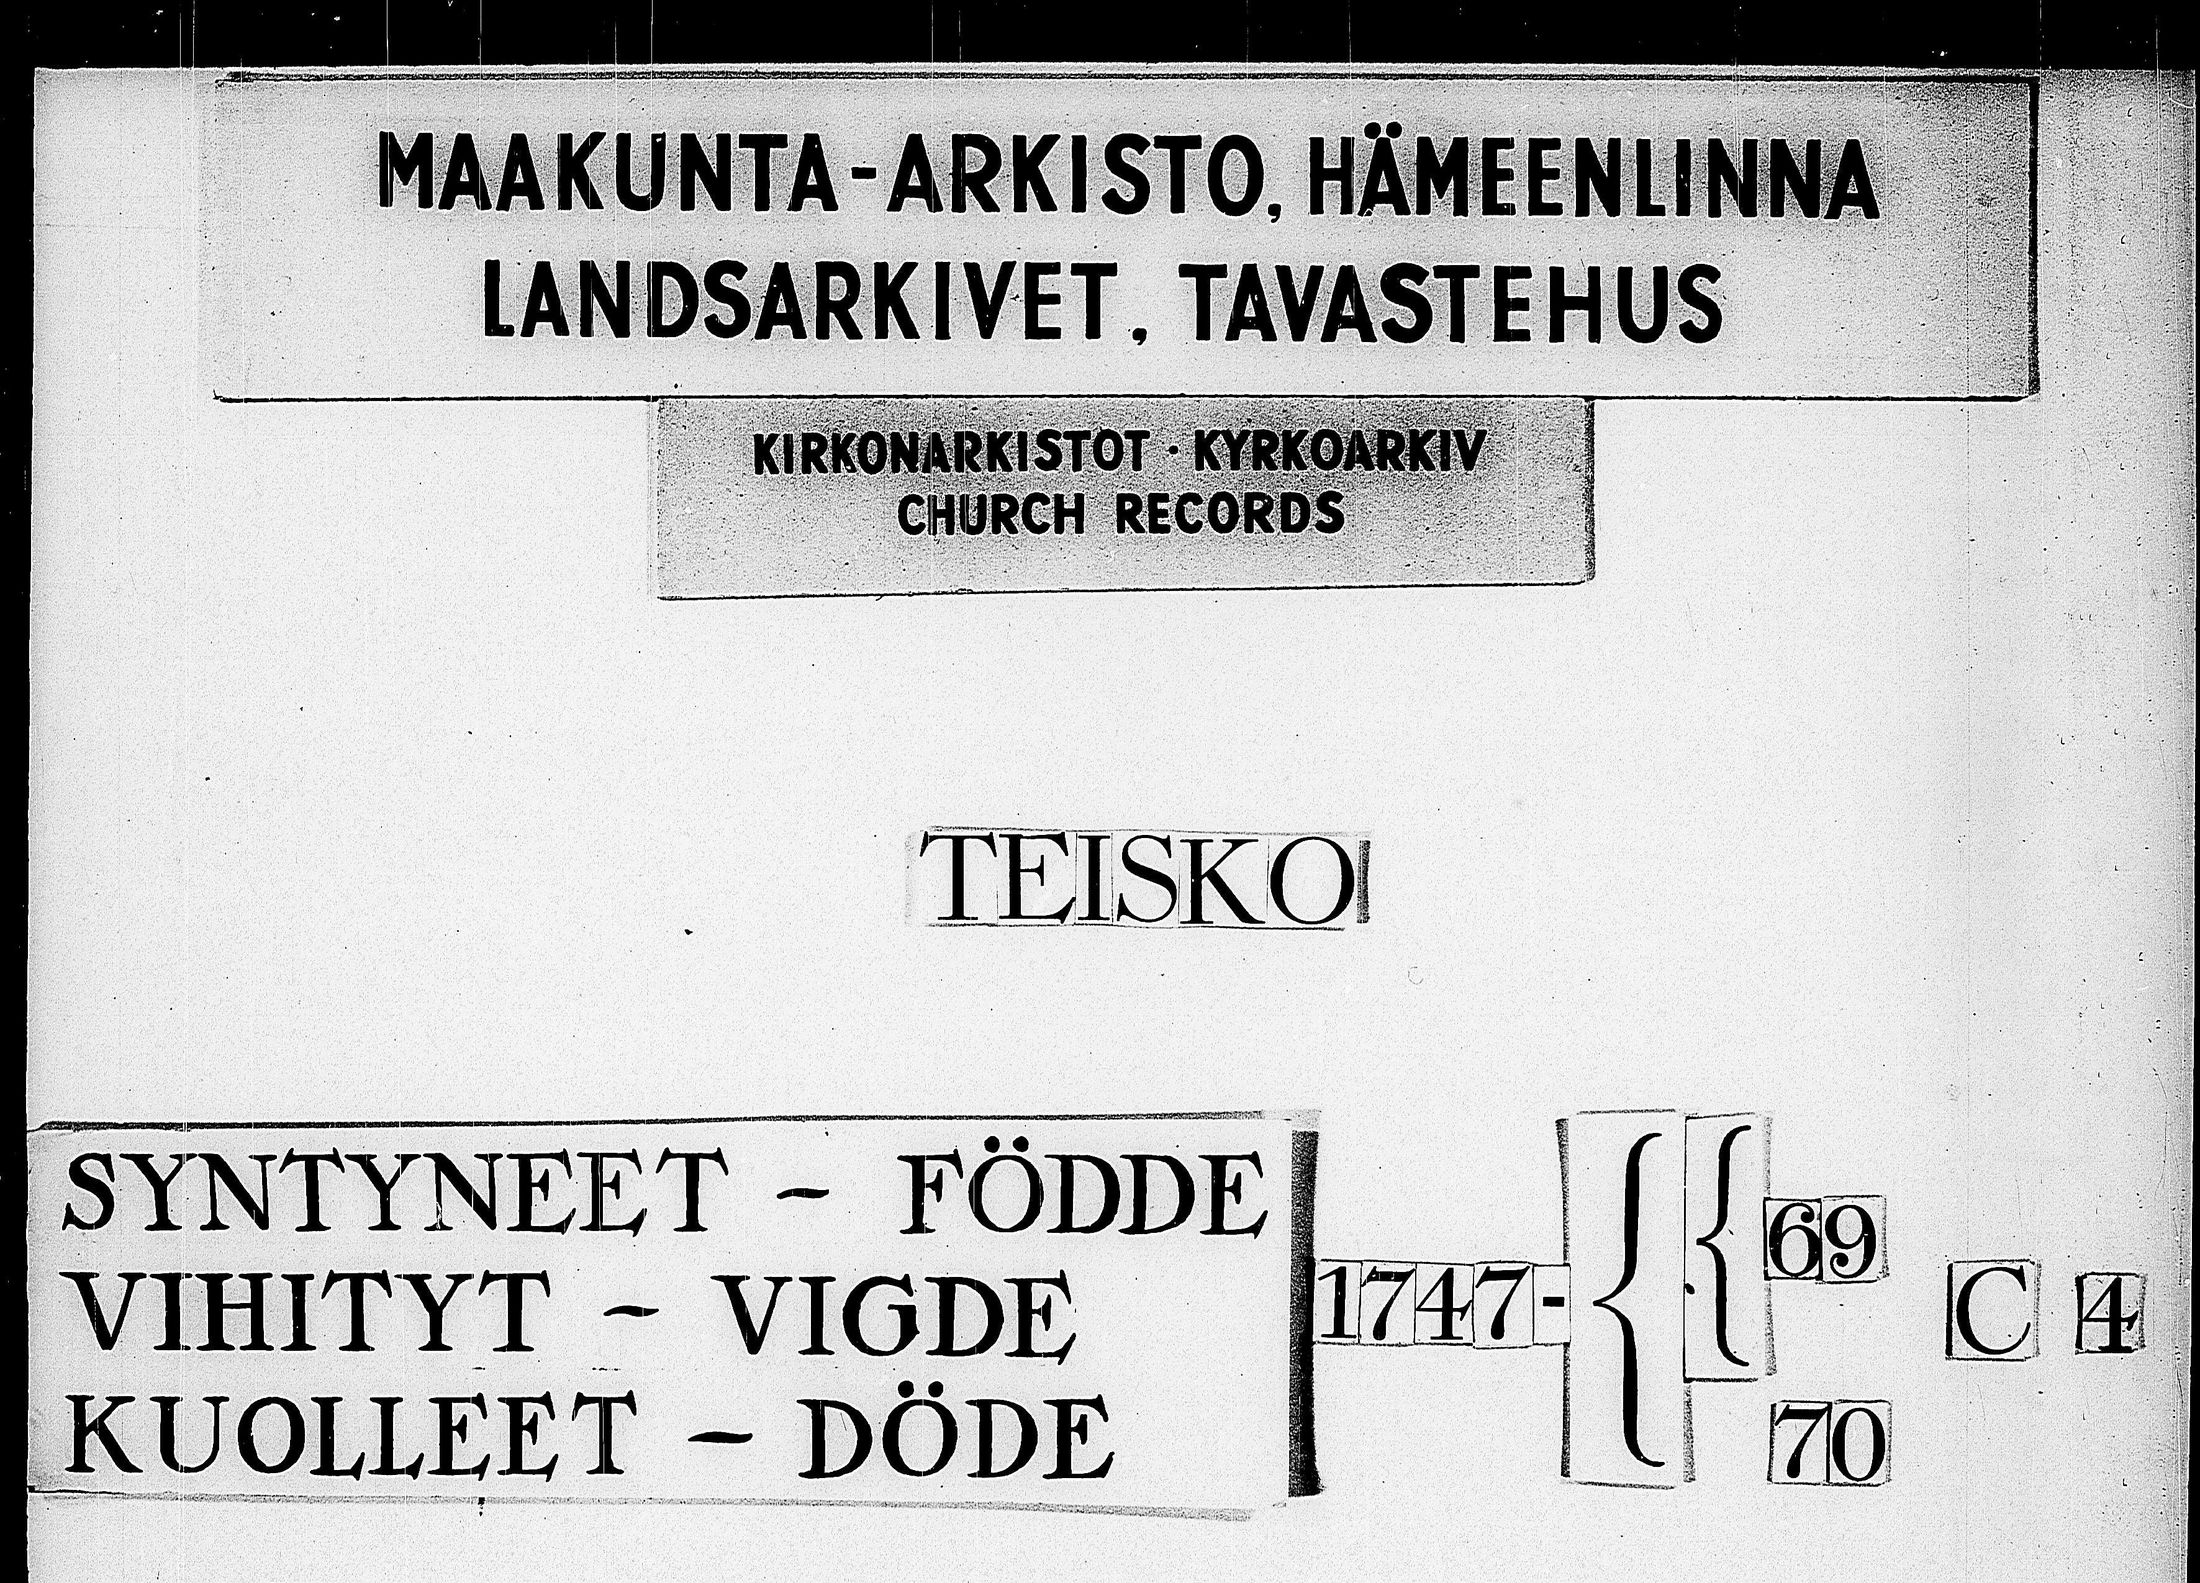 MAAKUNTA-ARKISTO, HÄMEENLINNA
LANDSARKIVET, TAVASTEHUS
KIRKONARKISTOT · KYRKOARKIV
CHURCH RECORDS
TEISKO
SYNTYNEET - FÖDDE
VIHITYT - VIGDE
KUOLLEET - DÖDE
1747-
69
70
C 4